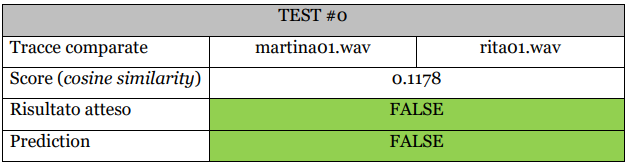 TEST #0
Tracce comparate martina01.wav rita01.wav
Score (cosine similarity) 0.1178
Risultato atteso FALSE
Prediction FALSE